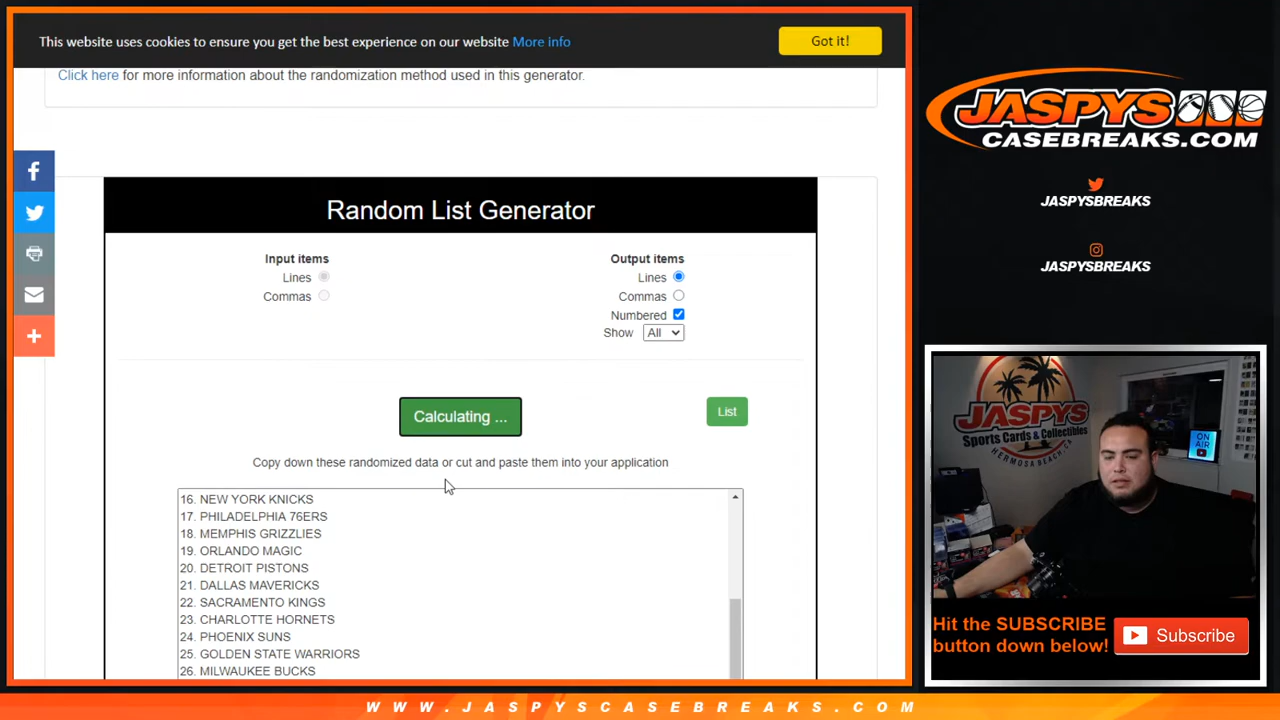 This website uses cookies to ensure you get the best experience on our website More info
Got it!
Click here for more information about the randomization method used in this generator.
Random List Generator
Input items
Lines
Commas
Output items
Lines
Commas
Numbered
Show All
Calculating ...
List
Copy down these randomized data or cut and paste them into your application
16. NEW YORK KNICKS
17. PHILADELPHIA 76ERS
18. MEMPHIS GRIZZLIES
19. ORLANDO MAGIC
20. DETROIT PISTONS
21. DALLAS MAVERICKS
22. SACRAMENTO KINGS
23. CHARLOTTE HORNETS
24. PHOENIX SUNS
25. GOLDEN STATE WARRIORS
26. MILWAUKEE BUCKS
JASPYS
CASEBREAKS.COM
JASPYSBREAKS
JASPYSBREAKS
JASPYS
Sports Cards & Collectibles
HERMOSA BEACH, CA
ON AIR
Hit the SUBSCRIBE
button down below!
Subscribe
WWW.JASPYSCASEBREAKS.COM